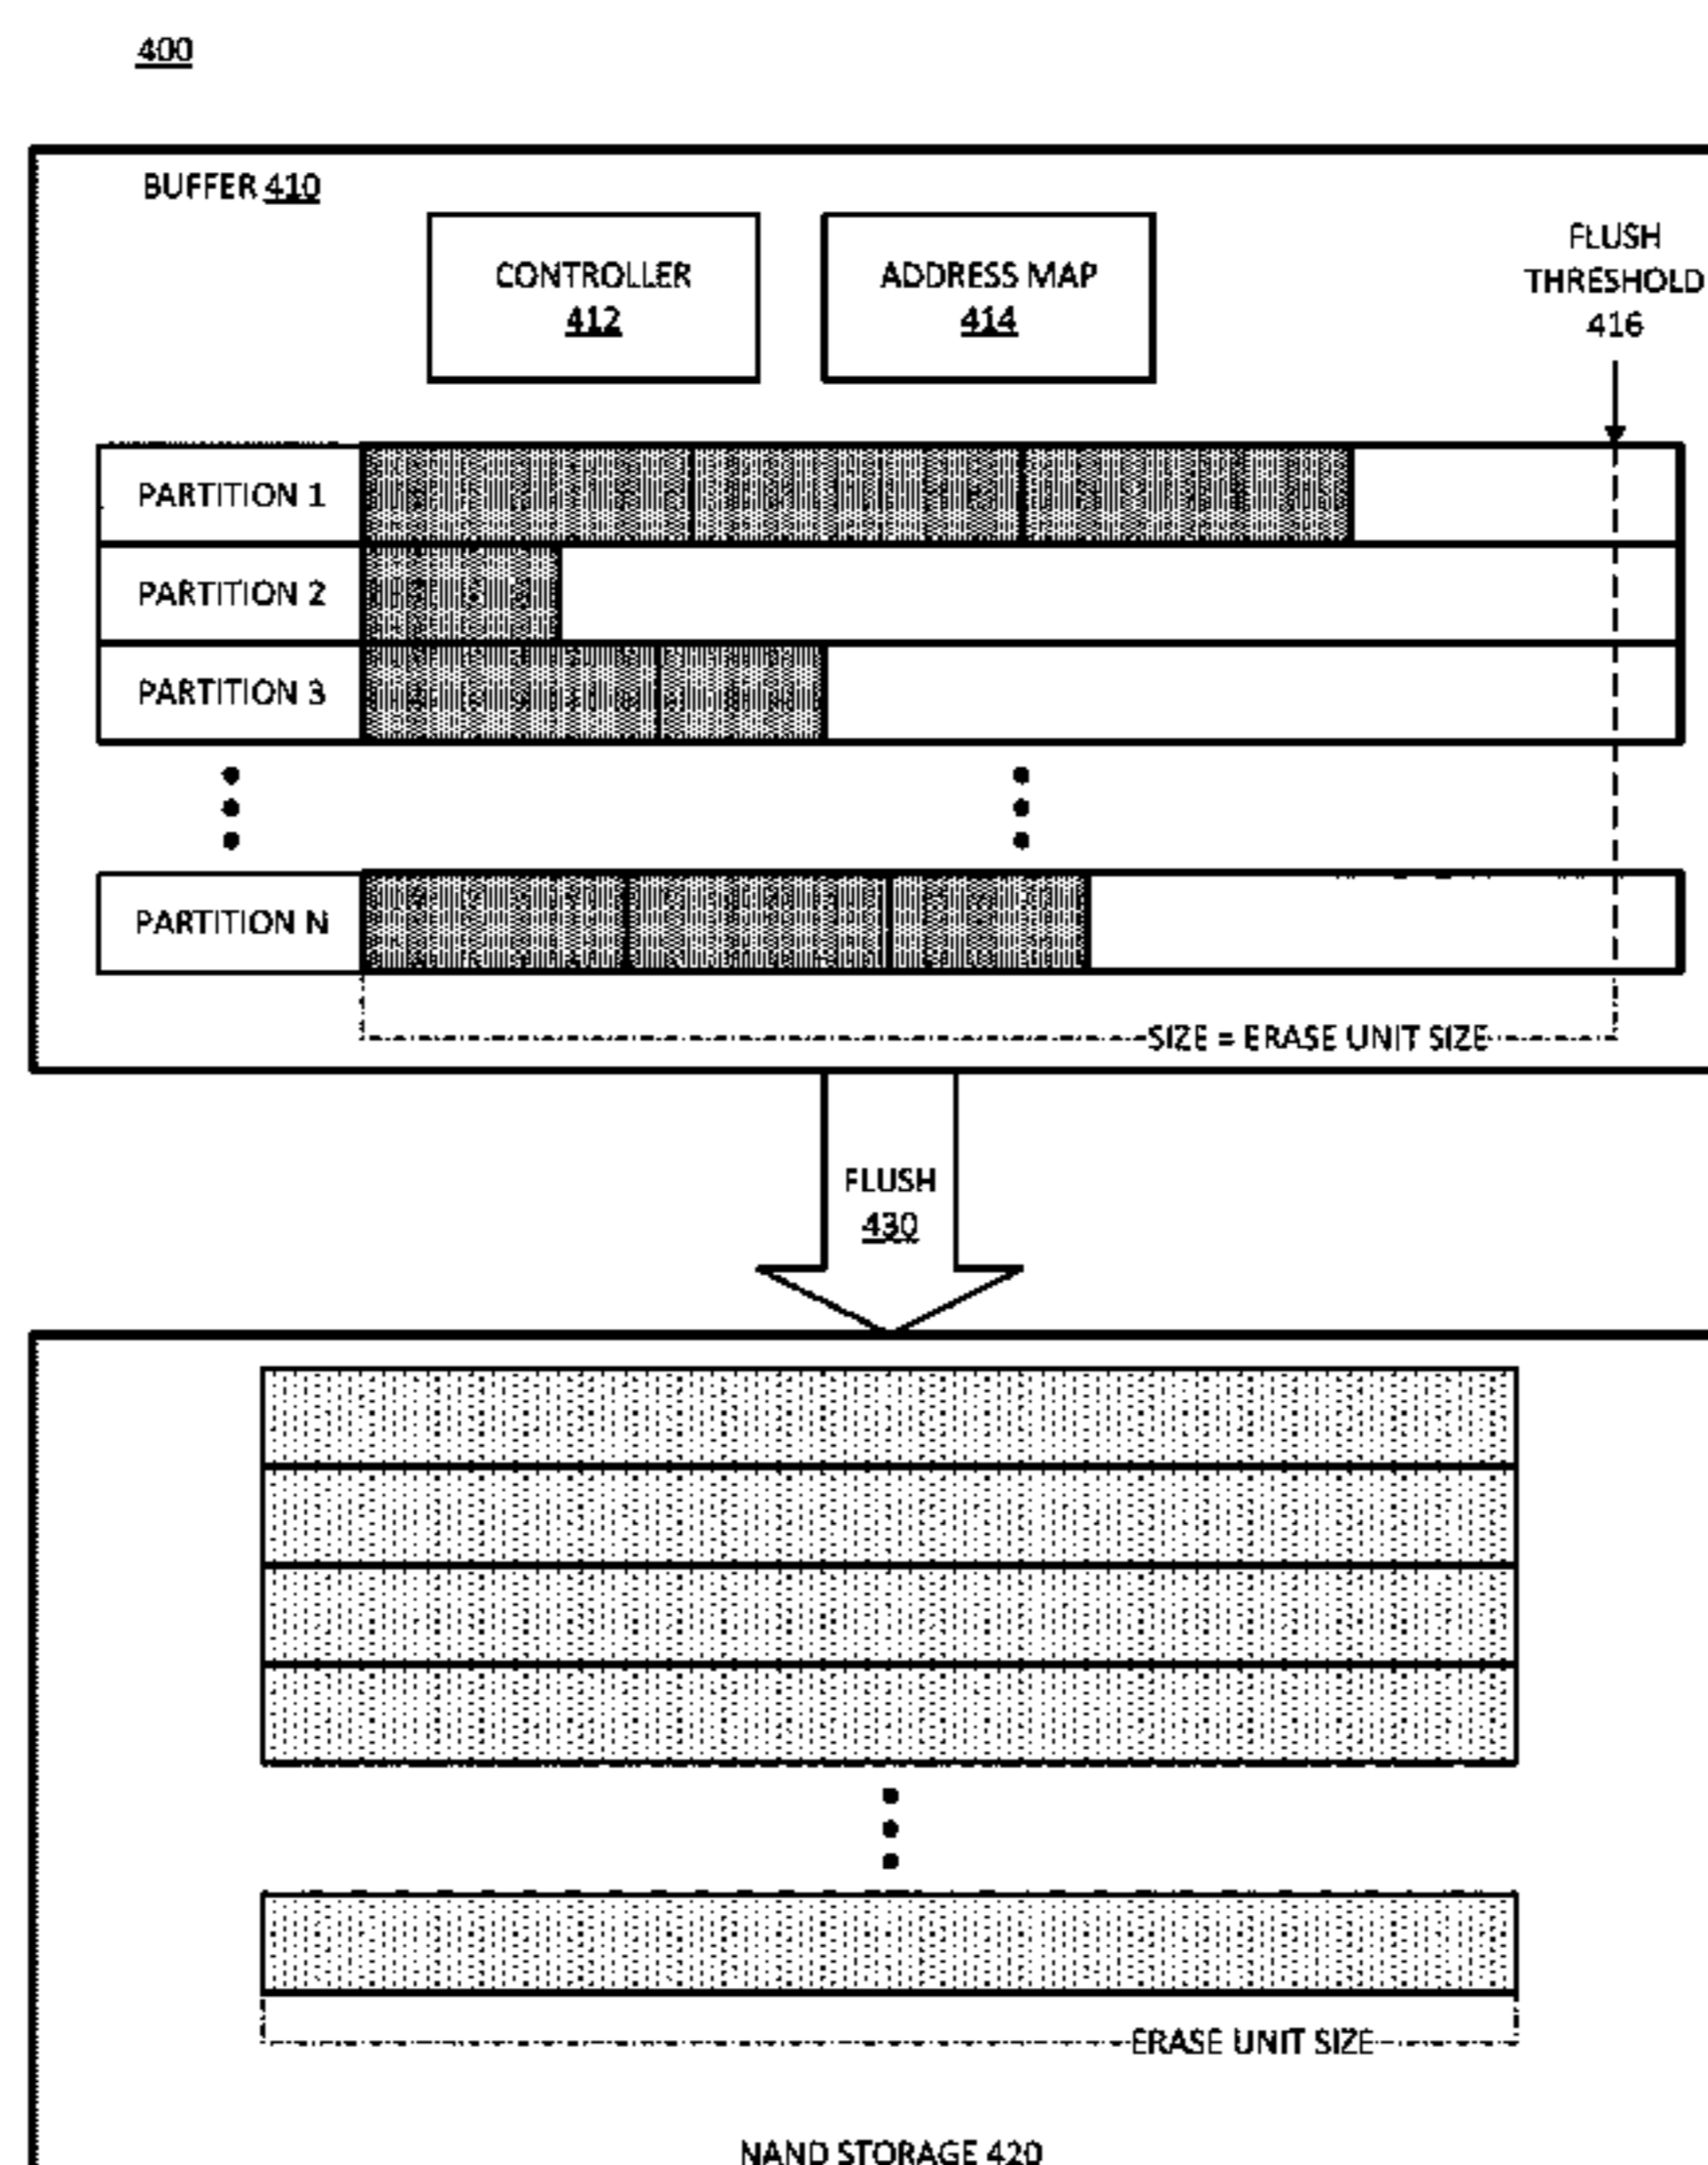 400
BUFFER 410
CONTROLLER
412
ADDRESS MAP
414
FLUSH
THRESHOLD
416
PARTITION 1
PARTITION 2
PARTITION 3
PARTITION N
SIZE = ERASE UNIT SIZE
FLUSH
430
ERASE UNIT SIZE
NAND STORAGE 420